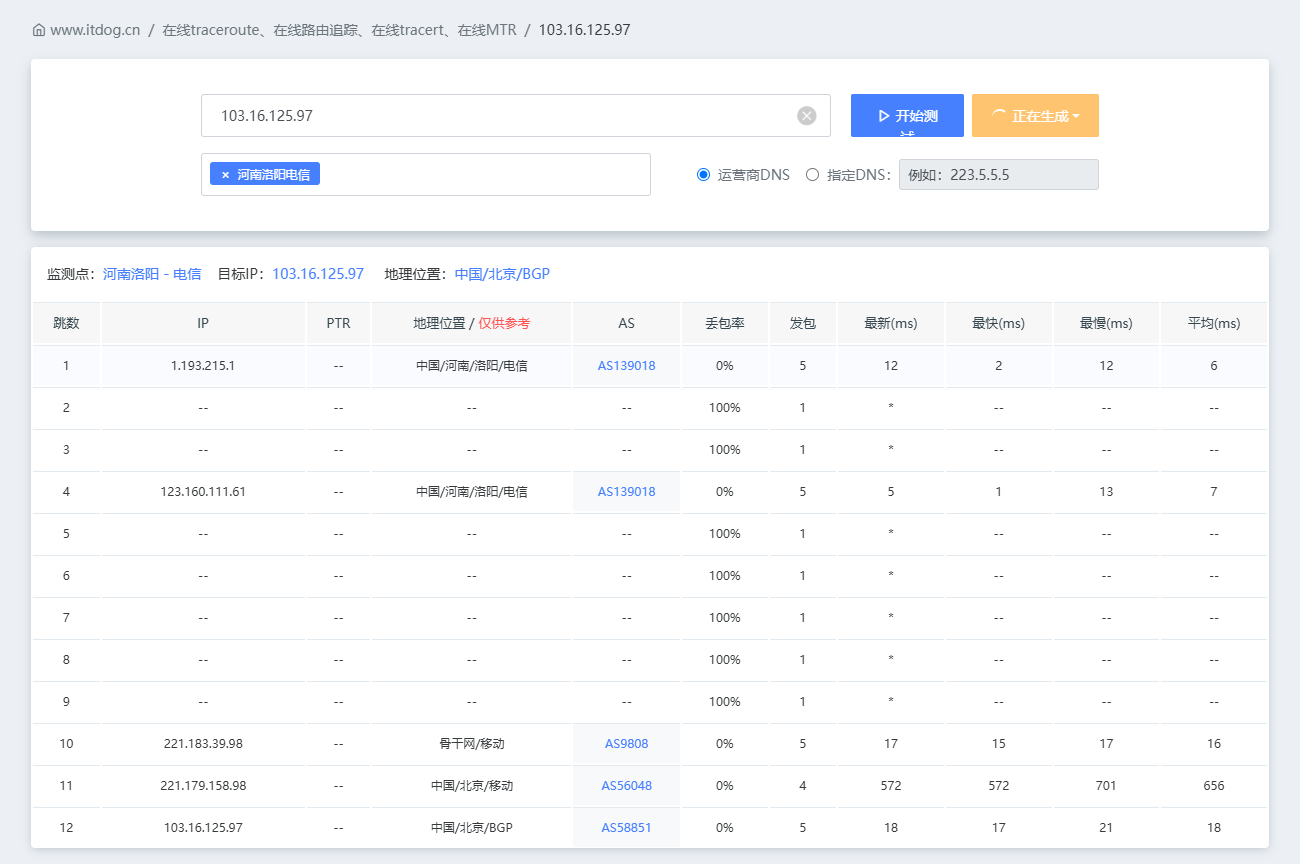 www.itdog.cn / 在线traceroute、在线路由追踪、在线tracert、在线MTR / 103.16.125.97
103.16.125.97 开始测试 正在生成
× 河南洛阳电信 运营商DNS 指定DNS： 例如：223.5.5.5
监测点：河南洛阳 - 电信 目标IP：103.16.125.97 地理位置：中国/北京/BGP
跳数 IP PTR 地理位置 / 仅供参考 AS 丢包率 发包 最新(ms) 最快(ms) 最慢(ms) 平均(ms)
1 1.193.215.1 -- 中国/河南/洛阳/电信 AS139018 0% 5 12 2 12 6
2 -- -- -- -- 100% 1 * -- -- --
3 -- -- -- -- 100% 1 * -- -- --
4 123.160.111.61 -- 中国/河南/洛阳/电信 AS139018 0% 5 5 1 13 7
5 -- -- -- -- 100% 1 * -- -- --
6 -- -- -- -- 100% 1 * -- -- --
7 -- -- -- -- 100% 1 * -- -- --
8 -- -- -- -- 100% 1 * -- -- --
9 -- -- -- -- 100% 1 * -- -- --
10 221.183.39.98 -- 骨干网/移动 AS9808 0% 5 17 15 17 16
11 221.179.158.98 -- 中国/北京/移动 AS56048 0% 4 572 572 701 656
12 103.16.125.97 -- 中国/北京/BGP AS58851 0% 5 18 17 21 18